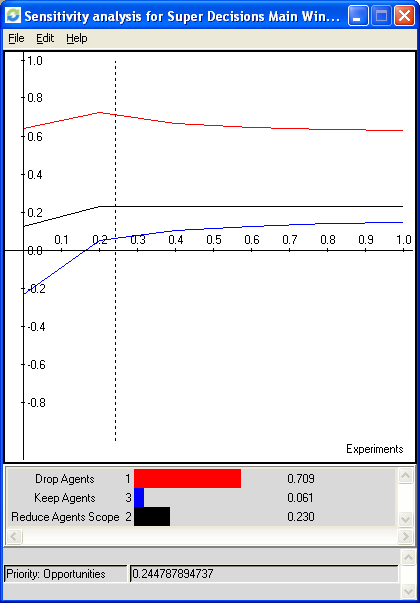 Sensitivity analysis for Super Decisions Main Win...
File Edit Help
1.0
0.8
0.6
0.4
0.2
0.1 0.2 0.3 0.4 0.5 0.6 0.7 0.8 0.9 1.0
0.0
-0.2
-0.4
-0.6
-0.8
Experiments
Drop Agents 1 0.709
Keep Agents 3 0.061
Reduce Agents Scope 2 0.230
Priority: Opportunities 0.244787894737